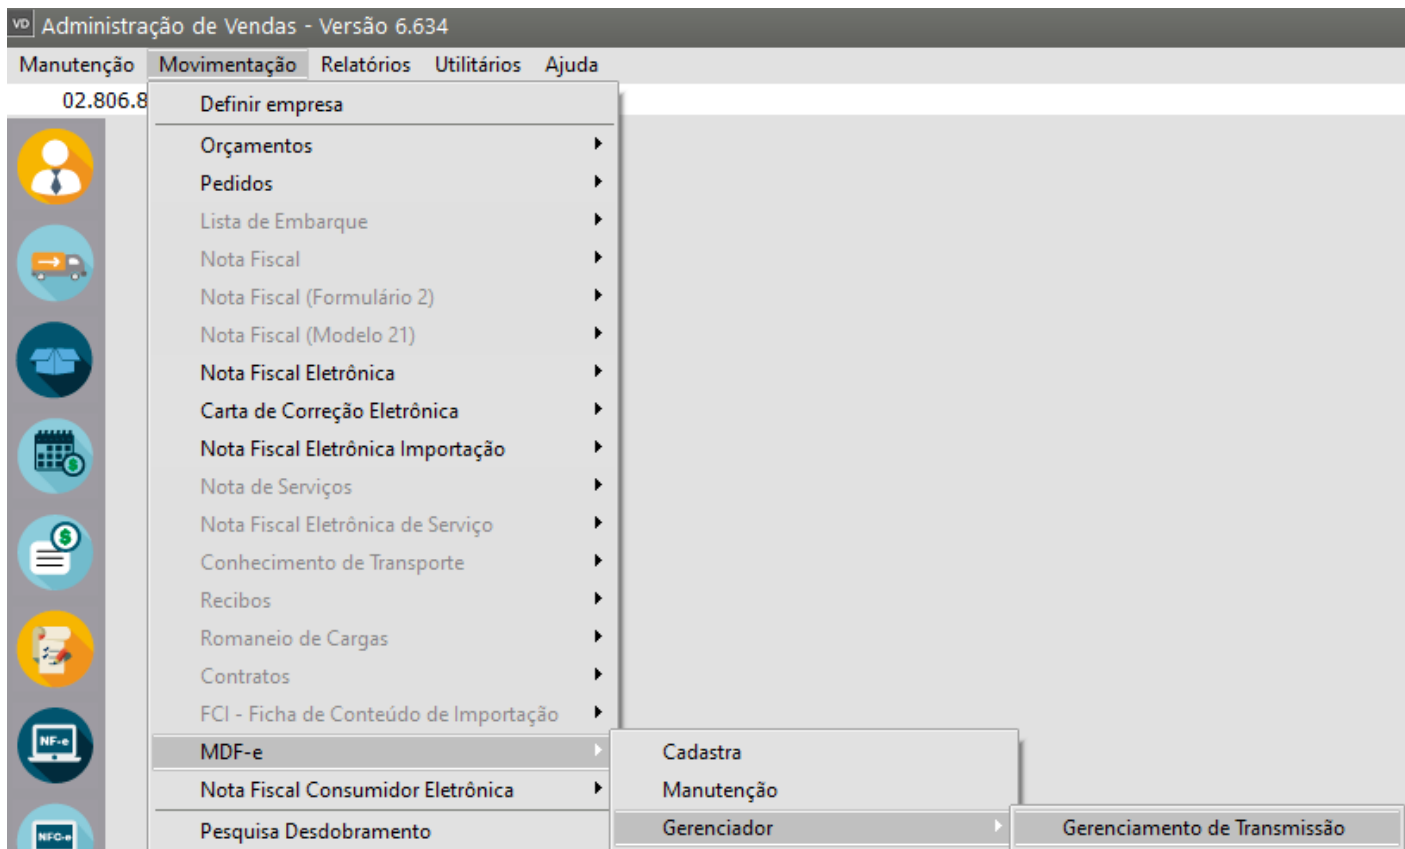 VD Administração de Vendas - Versão 6.634
Manutenção Movimentação Relatórios Utilitários Ajuda
02.806.8
Definir empresa
Orçamentos
Pedidos
Lista de Embarque
Nota Fiscal
Nota Fiscal (Formulário 2)
Nota Fiscal (Modelo 21)
Nota Fiscal Eletrônica
Carta de Correção Eletrônica
Nota Fiscal Eletrônica Importação
Nota de Serviços
Nota Fiscal Eletrônica de Serviço
Conhecimento de Transporte
Recibos
Romaneio de Cargas
Contratos
FCI - Ficha de Conteúdo de Importação
NF-e
MDF-e Cadastra
Nota Fiscal Consumidor Eletrônica Manutenção
NFC-e
Pesquisa Desdobramento Gerenciador Gerenciamento de Transmissão